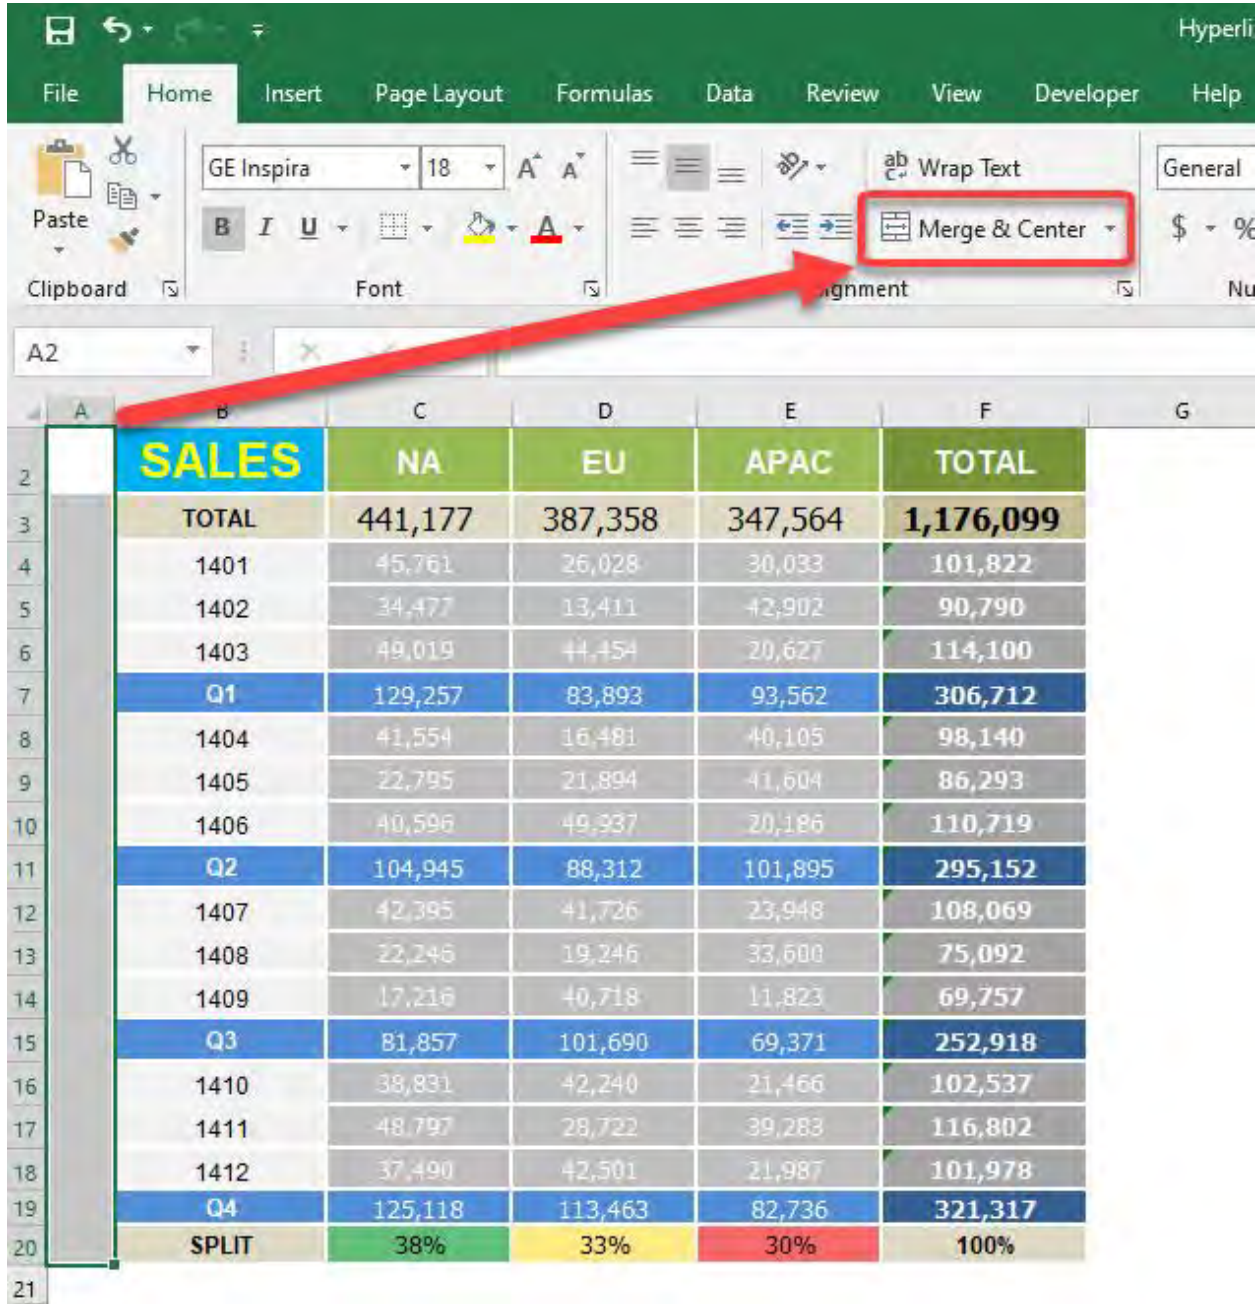 Hyperli
File Home Insert Page Layout Formulas Data Review View Developer Help
GE Inspira 18 A A ab Wrap Text General
Paste B I U A Merge & Center $ %
Clipboard Font Nu
A2
A B C D E F G
2 SALES NA EU APAC TOTAL
3 TOTAL 441,177 387,358 347,564 1,176,099
4 1401 45,761 26,028 30,033 101,822
5 1402 34,477 13,411 42,902 90,790
6 1403 49,019 44,454 20,627 114,100
7 Q1 129,257 83,893 93,562 306,712
8 1404 41,554 16,481 40,105 98,140
9 1405 22,795 21,894 41,604 86,293
10 1406 40,596 49,937 20,186 110,719
11 Q2 104,945 88,312 101,895 295,152
12 1407 42,395 41,726 23,948 108,069
13 1408 22,246 19,246 33,600 75,092
14 1409 17,216 40,718 11,823 69,757
15 Q3 81,857 101,690 69,371 252,918
16 1410 38,831 42,240 21,466 102,537
17 1411 48,797 28,722 39,283 116,802
18 1412 37,490 42,501 21,987 101,978
19 Q4 125,118 113,463 82,736 321,317
20 SPLIT 38% 33% 30% 100%
21